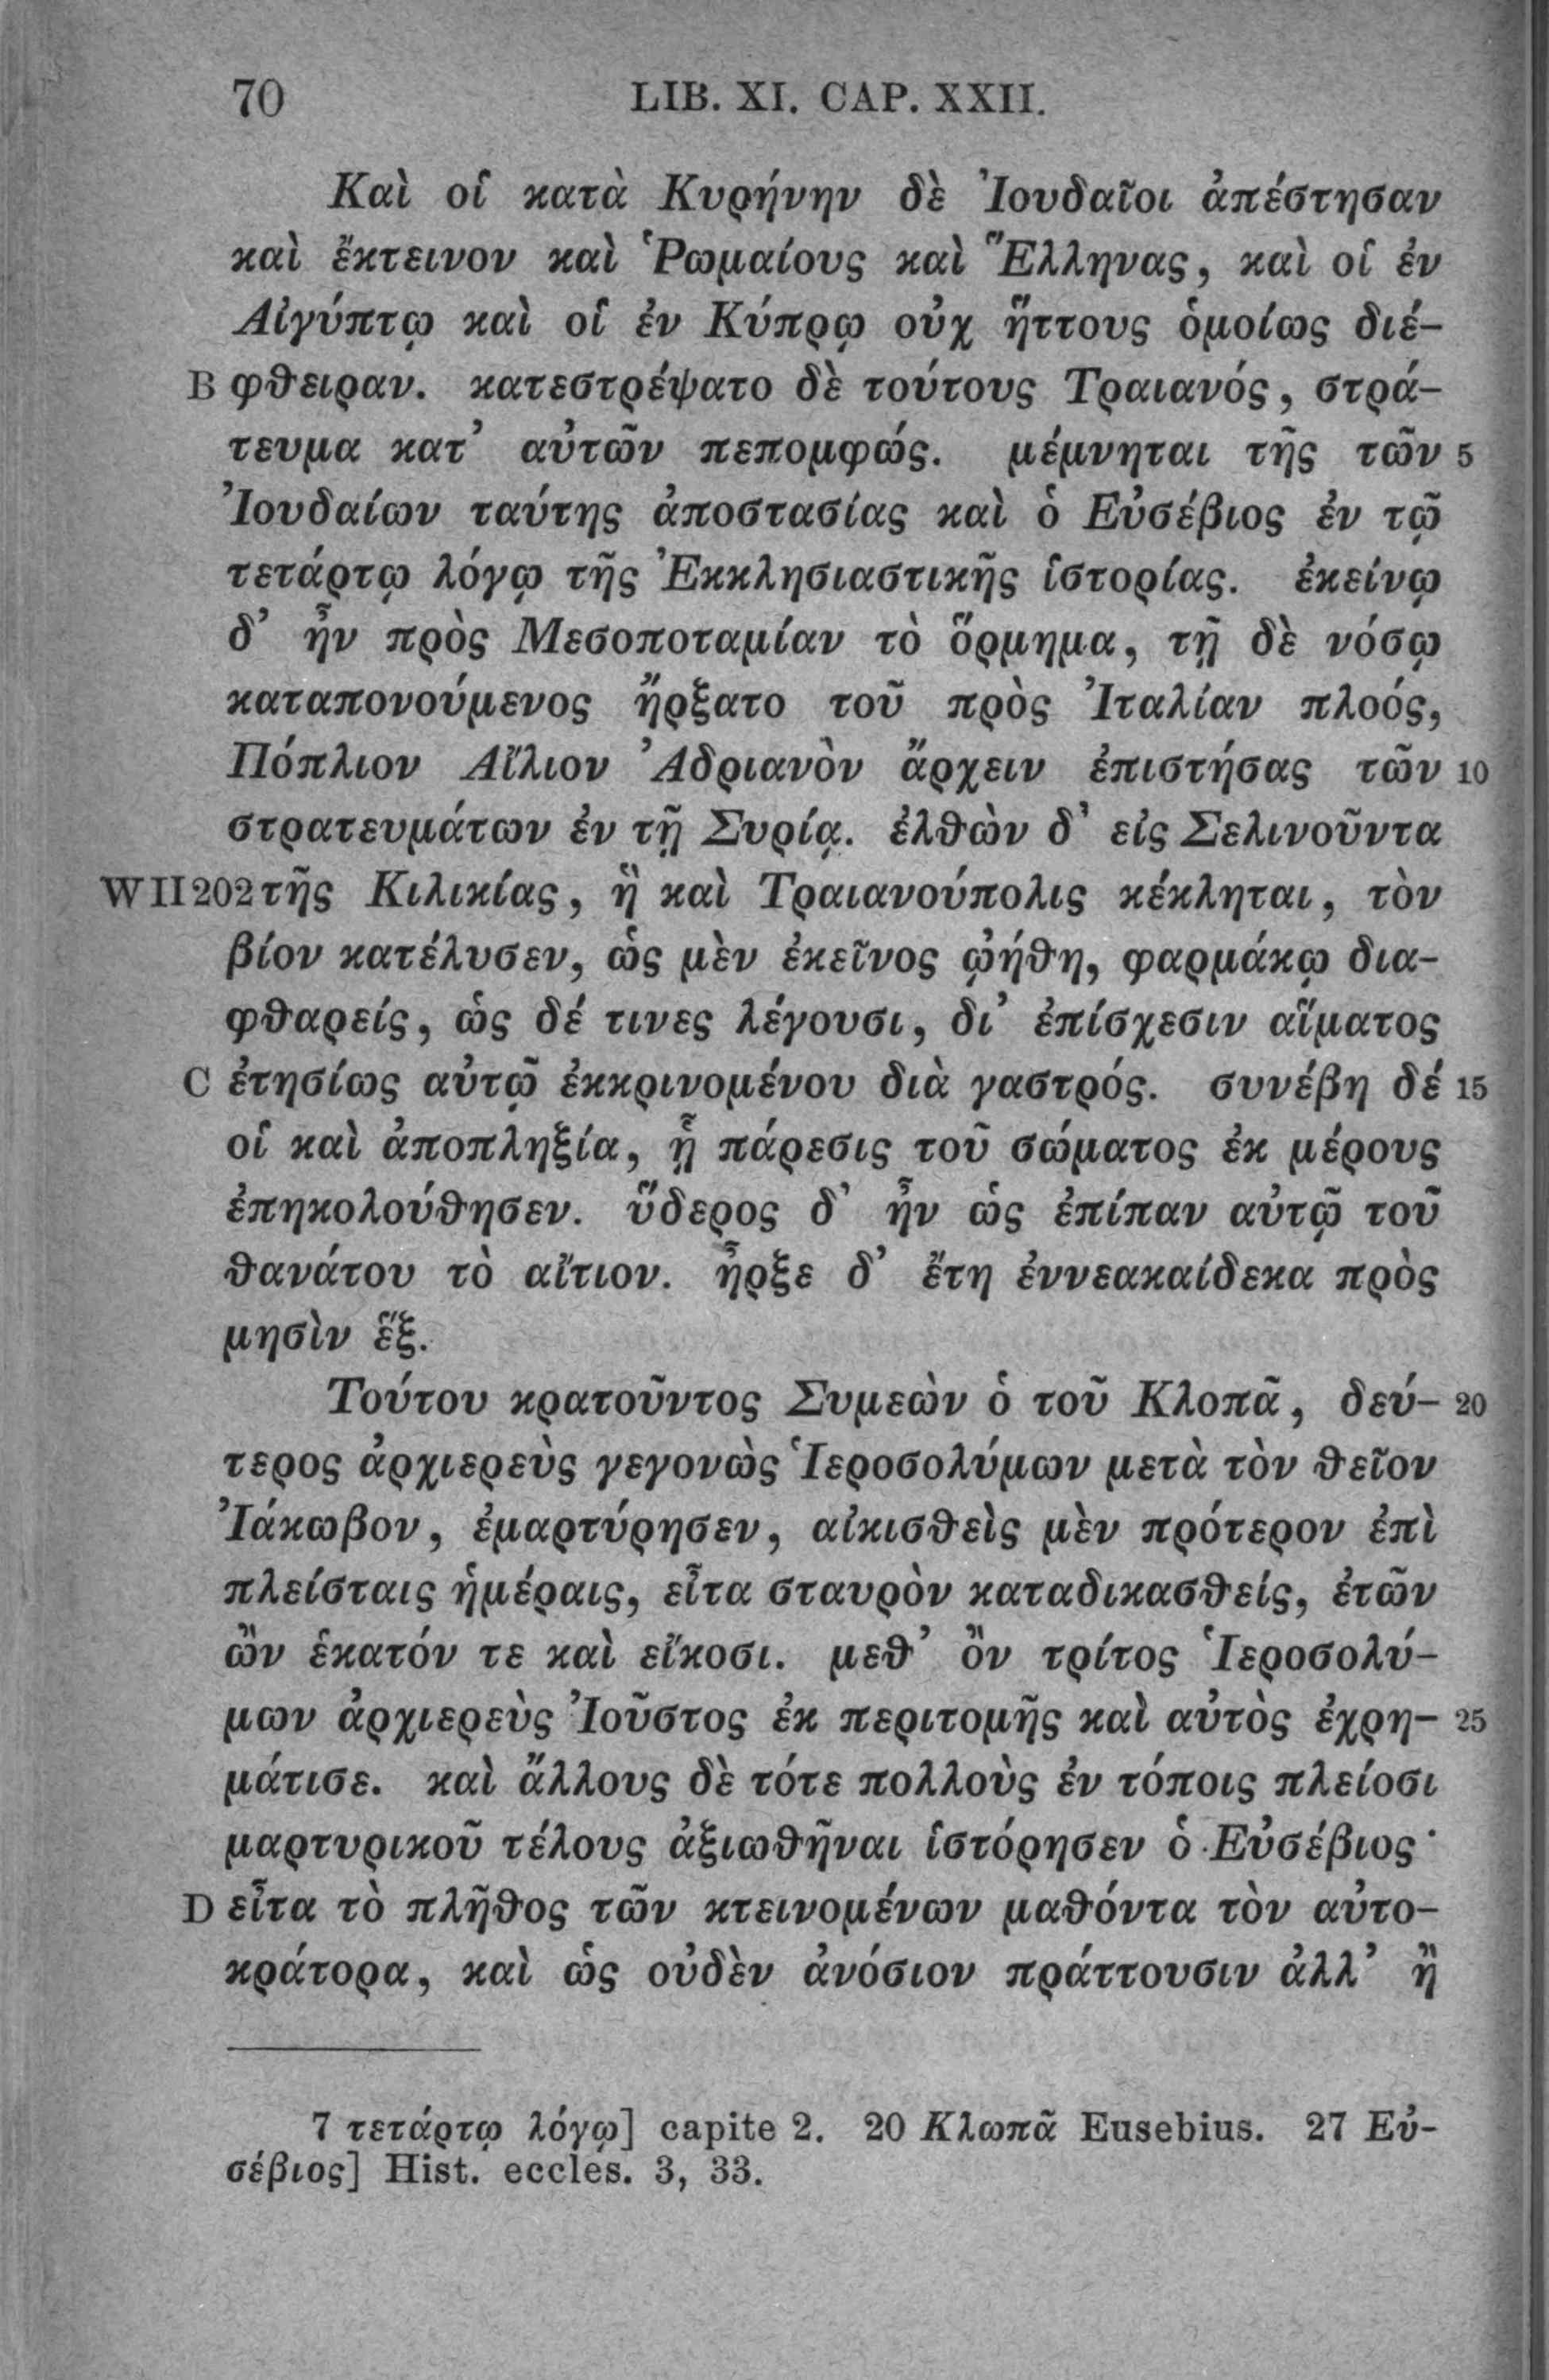 70 LIB. XI. CAP. XXII.
Καὶ οἱ κατὰ Κυρήνην δὲ Ἰουδαῖοι ἀπέστησαν
καὶ ἔκτεινον καὶ Ῥωμαίους καὶ Ἕλληνας, καὶ οἱ ἐν
Αἰγύπτῳ καὶ οἱ ἐν Κύπρῳ οὐχ ἥττους ὁμοίως διέ-
B φθειραν. κατεστρέψατο δὲ τούτους Τραιανός, στρά-
τευμα κατ' αὐτῶν πεπομφώς. μέμνηται τῆς τῶν 5
Ἰουδαίων ταύτης ἀποστασίας καὶ ὁ Εὐσέβιος ἐν τῷ
τετάρτῳ λόγῳ τῆς Ἐκκλησιαστικῆς ἱστορίας. ἐκείνῳ
δ' ἦν πρὸς Μεσοποταμίαν τὸ ὅρμημα, τῇ δὲ νόσῳ
καταπονούμενος ἤρξατο τοῦ πρὸς Ἰταλίαν πλοός,
Πόπλιον Αἴλιον Ἀδριανὸν ἄρχειν ἐπιστήσας τῶν 10
στρατευμάτων ἐν τῇ Συρίᾳ. ἐλθὼν δ' εἰς Σελινοῦντα
W II 202 τῆς Κιλικίας, ἣ καὶ Τραιανούπολις κέκληται, τὸν
βίον κατέλυσεν, ὡς μὲν ἐκεῖνος ᾠήθη, φαρμάκῳ δια-
φθαρείς, ὡς δέ τινες λέγουσι, δι' ἐπίσχεσιν αἵματος
C ἐτησίως αὐτῷ ἐκκρινομένου διὰ γαστρός. συνέβη δέ 15
οἱ καὶ ἀποπληξία, ᾗ πάρεσις τοῦ σώματος ἐκ μέρους
ἐπηκολούθησεν. ὕδερος δ' ἦν ὡς ἐπίπαν αὐτῷ τοῦ
θανάτου τὸ αἴτιον. ἦρξε δ' ἔτη ἐννεακαίδεκα πρὸς
μησὶν ἕξ.
Τούτου κρατοῦντος Συμεὼν ὁ τοῦ Κλοπᾶ, δεύ- 20
τερος ἀρχιερεὺς γεγονὼς Ἱεροσολύμων μετὰ τὸν θεῖον
Ἰάκωβον, ἐμαρτύρησεν, αἰκισθεὶς μὲν πρότερον ἐπὶ
πλείσταις ἡμέραις, εἶτα σταυρὸν καταδικασθείς, ἐτῶν
ὢν ἑκατόν τε καὶ εἴκοσι. μεθ' ὃν τρίτος Ἱεροσολύ-
μων ἀρχιερεὺς Ἰοῦστος ἐκ περιτομῆς καὶ αὐτὸς ἐχρη- 25
μάτισε. καὶ ἄλλους δὲ τότε πολλοὺς ἐν τόποις πλείοσι
μαρτυρικοῦ τέλους ἀξιωθῆναι ἱστόρησεν ὁ Εὐσέβιος·
D εἶτα τὸ πλῆθος τῶν κτεινομένων μαθόντα τὸν αὐτο-
κράτορα, καὶ ὡς οὐδὲν ἀνόσιον πράττουσιν ἀλλ' ἢ
7 τετάρτῳ λόγῳ] capite 2. 20 Κλωπᾶ Eusebius. 27 Εὐ-
σέβιος] Hist. eccles. 3, 33.